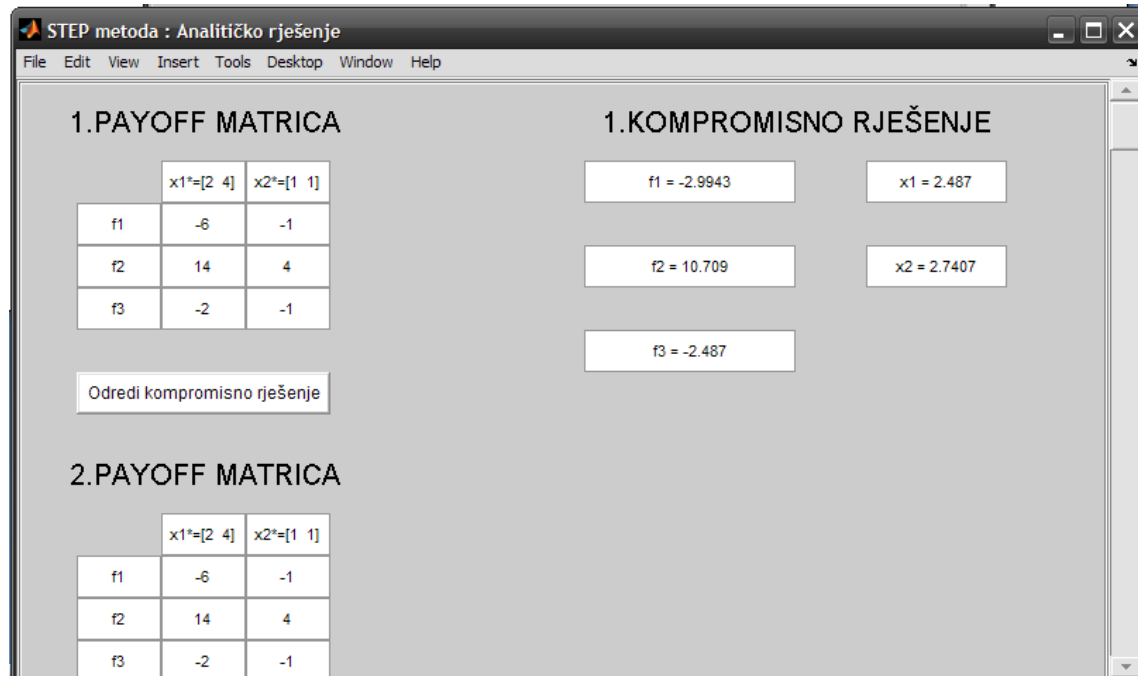 STEP metoda : Analitičko rješenje
File Edit View Insert Tools Desktop Window Help
1.PAYOFF MATRICA
x1*=[2 4] x2*=[1 1]
f1 -6 -1
f2 14 4
f3 -2 -1
Odredi kompromisno rješenje
1.KOMPROMISNO RJEŠENJE
f1 = -2.9943 x1 = 2.487
f2 = 10.709 x2 = 2.7407
f3 = -2.487
2.PAYOFF MATRICA
x1*=[2 4] x2*=[1 1]
f1 -6 -1
f2 14 4
f3 -2 -1